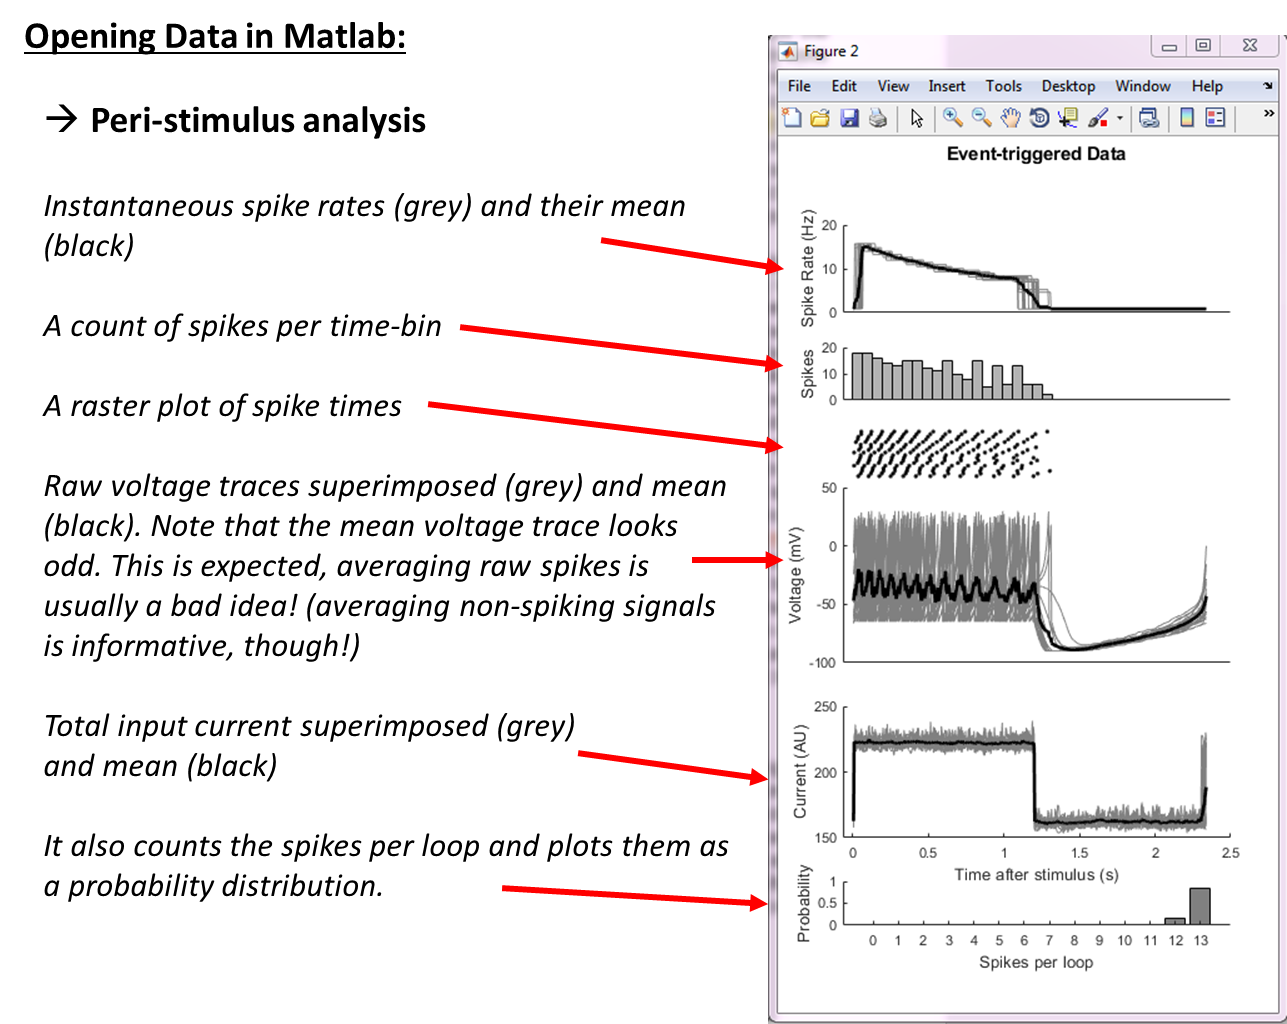 Opening Data in Matlab:
→ Peri-stimulus analysis
Instantaneous spike rates (grey) and their mean
(black)
A count of spikes per time-bin
A raster plot of spike times
Raw voltage traces superimposed (grey) and mean
(black). Note that the mean voltage trace looks
odd. This is expected, averaging raw spikes is
usually a bad idea! (averaging non-spiking signals
is informative, though!)
Total input current superimposed (grey)
and mean (black)
It also counts the spikes per loop and plots them as
a probability distribution.
Figure 2
File Edit View Insert Tools Desktop Window Help
Event-triggered Data
Spike Rate (Hz)
20
10
0
Spikes
20
10
0
Voltage (mV)
50
0
-50
-100
Current (AU)
250
200
150
0 0.5 1 1.5 2 2.5
Time after stimulus (s)
Probability
1
0.5
0
0 1 2 3 4 5 6 7 8 9 10 11 12 13
Spikes per loop